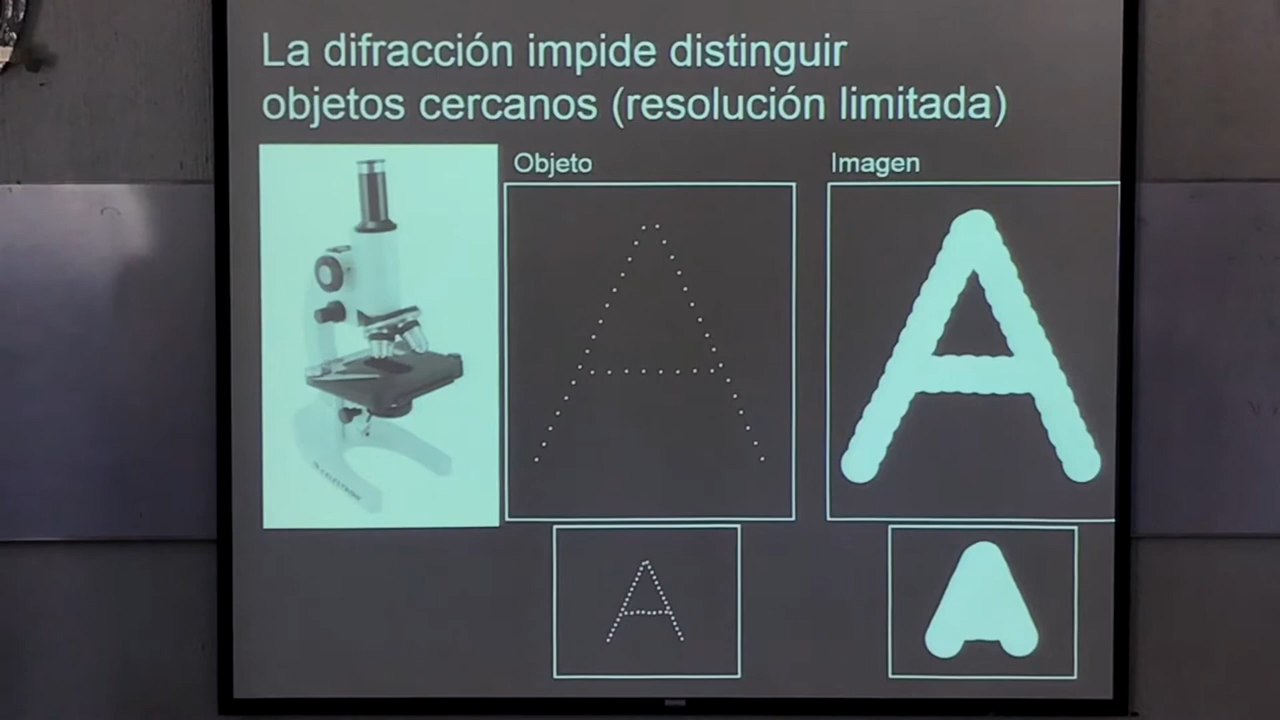 La difracción impide distinguir
objetos cercanos (resolución limitada)
Objeto
Imagen
A
A
A
A